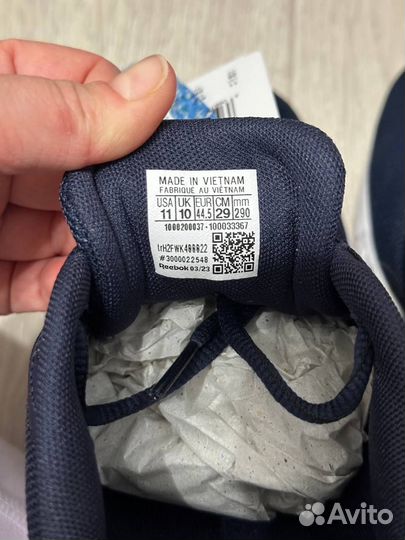 MADE IN VIETNAM
FABRIQUE AU VIETNAM
USA UK EUR CM mm
11 10 44.5 29 290
1000200037-100033367
#3000022548
Reebok 03/23
Avito